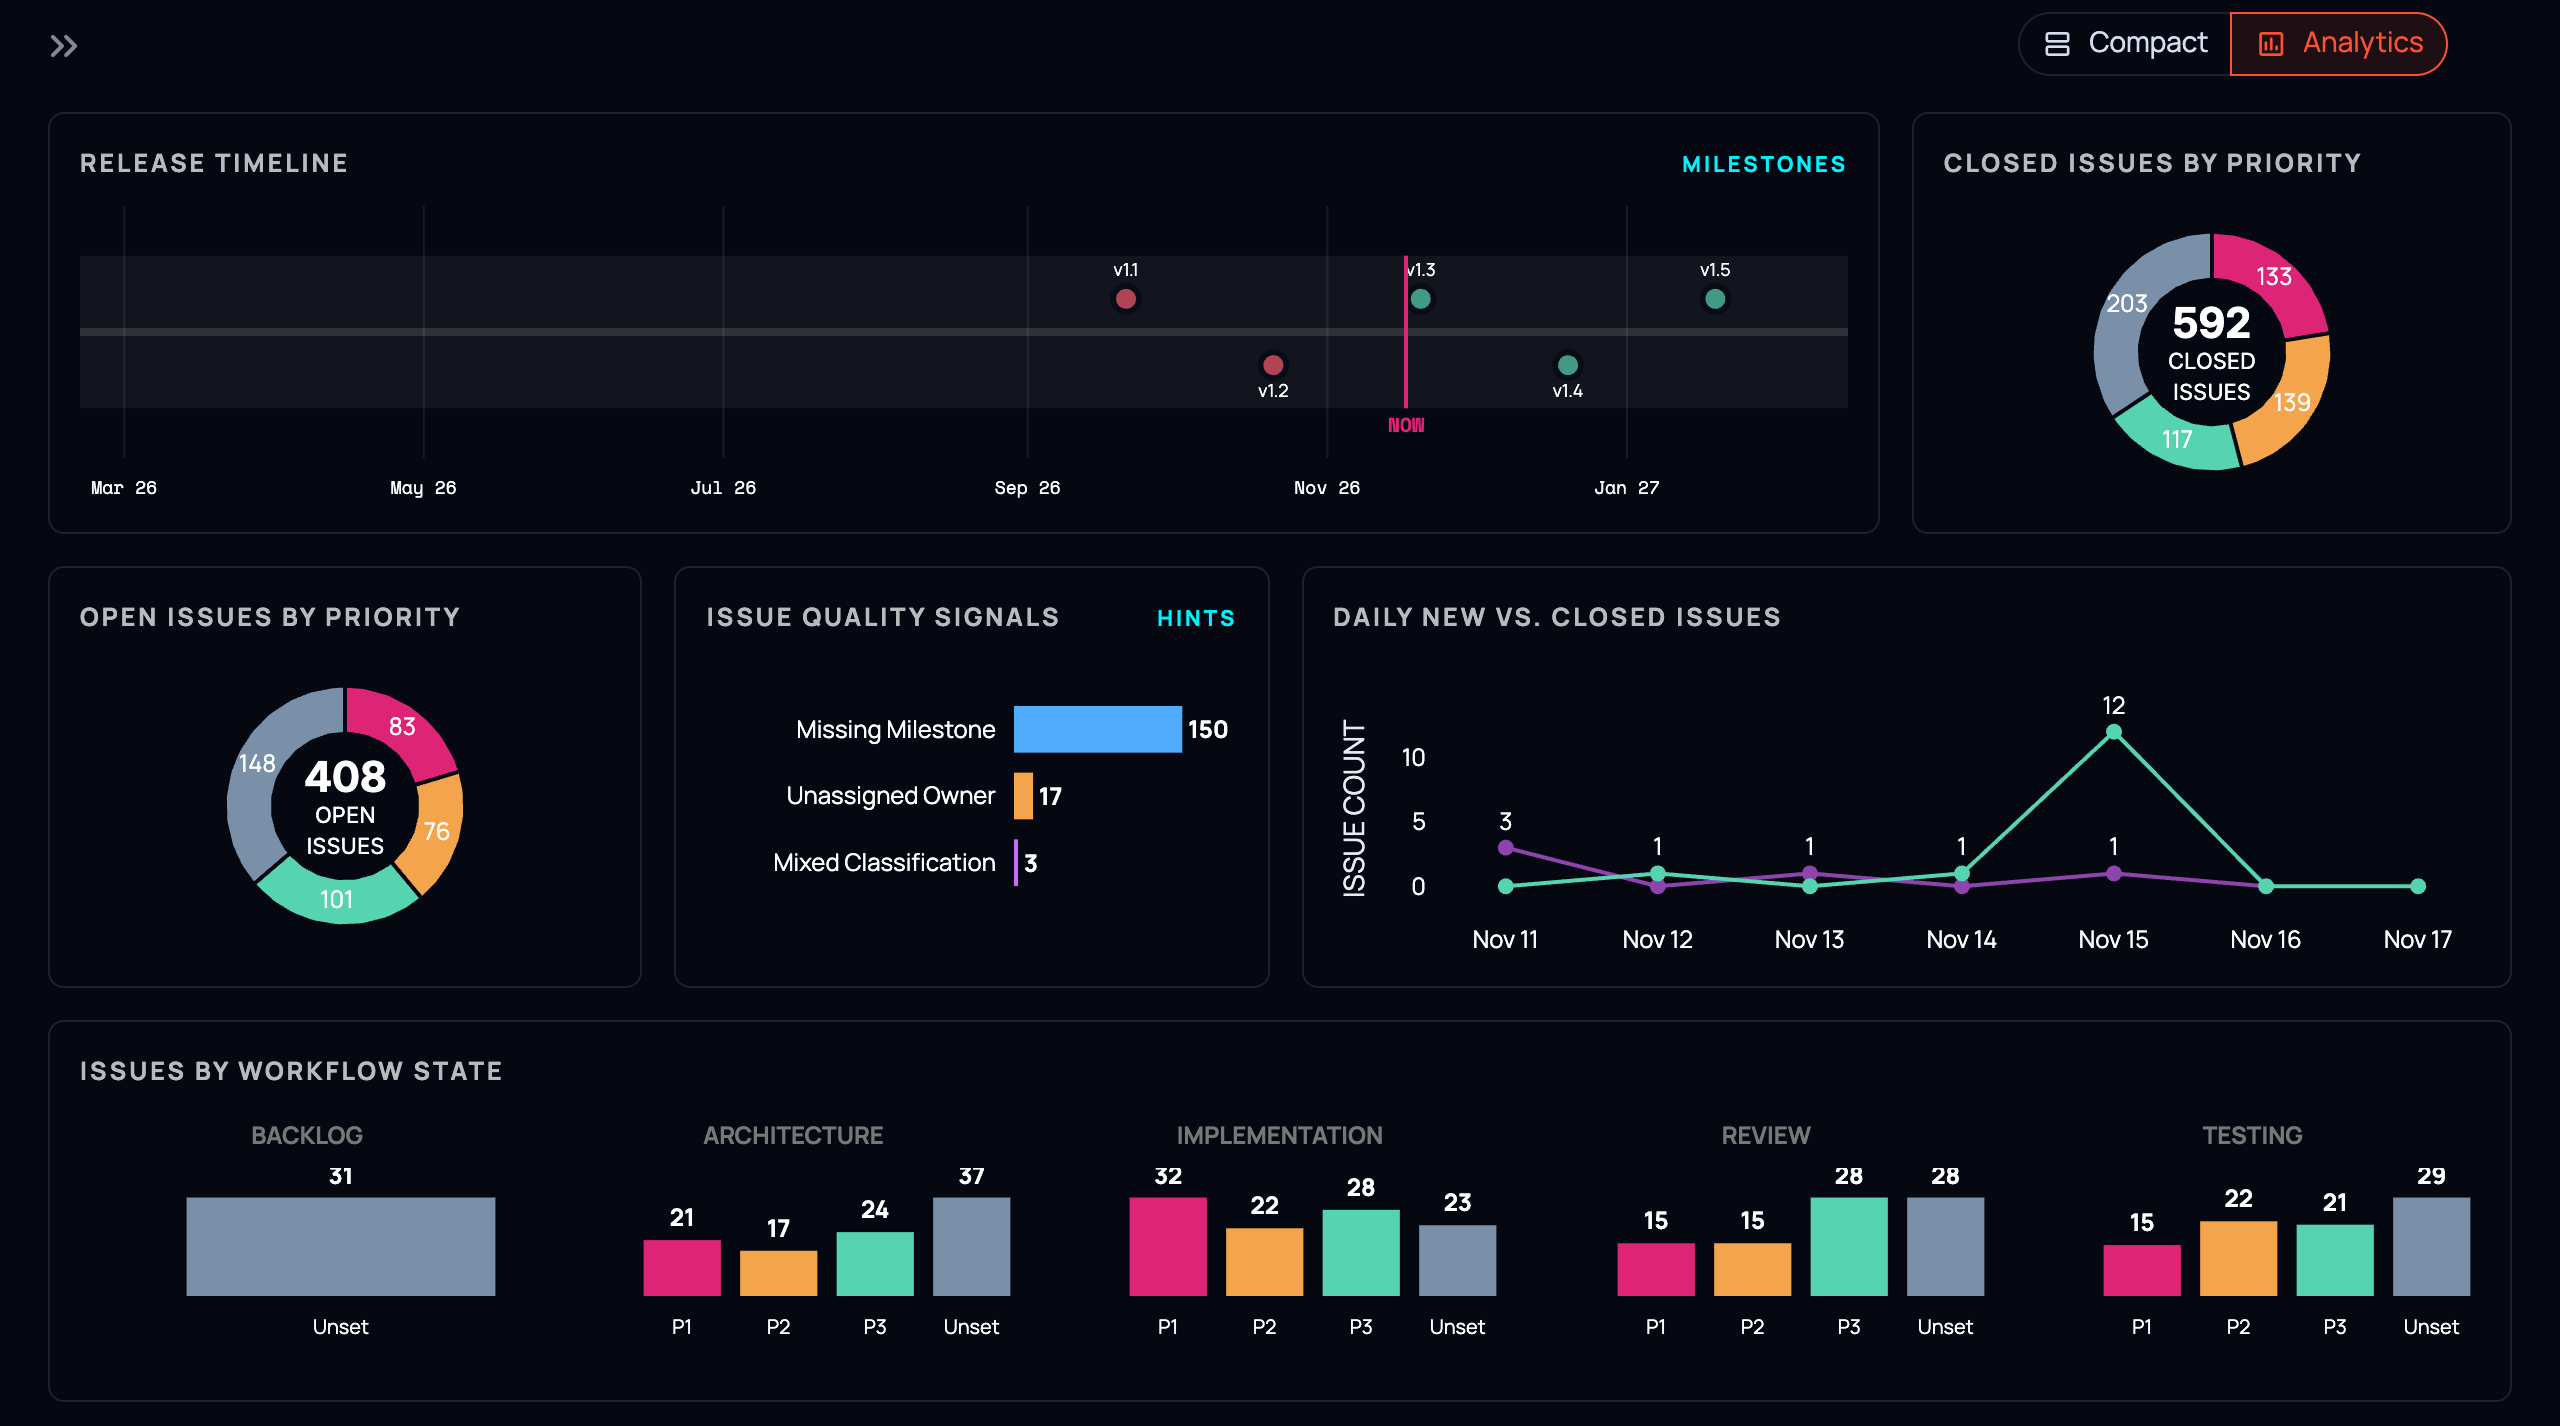 Compact
Analytics
RELEASE TIMELINE
MILESTONES
v1.1
v1.3
v1.5
v1.2
v1.4
NOW
Mar 26
May 26
Jul 26
Sep 26
Nov 26
Jan 27
CLOSED ISSUES BY PRIORITY
133
203
592
CLOSED
ISSUES
139
117
OPEN ISSUES BY PRIORITY
83
148
408
OPEN
ISSUES
76
101
ISSUE QUALITY SIGNALS
HINTS
Missing Milestone 150
Unassigned Owner 17
Mixed Classification 3
DAILY NEW VS. CLOSED ISSUES
ISSUE COUNT
10
5
0
3
1
1
1
12
1
Nov 11
Nov 12
Nov 13
Nov 14
Nov 15
Nov 16
Nov 17
ISSUES BY WORKFLOW STATE
BACKLOG
31
Unset
ARCHITECTURE
21
17
24
37
P1
P2
P3
Unset
IMPLEMENTATION
32
22
28
23
P1
P2
P3
Unset
REVIEW
15
15
28
28
P1
P2
P3
Unset
TESTING
15
22
21
29
P1
P2
P3
Unset